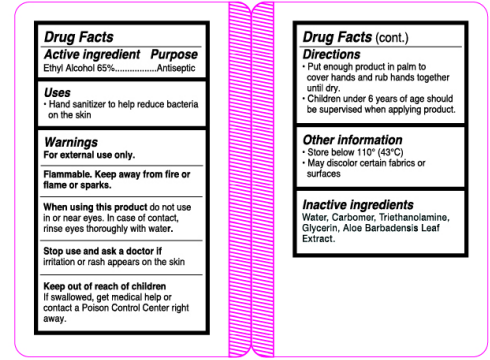 Drug Facts
Active ingredient Purpose
Ethyl Alcohol 65%.................Antiseptic
Uses
• Hand sanitizer to help reduce bacteria
on the skin
Warnings
For external use only.
Flammable. Keep away from fire or
flame or sparks.
When using this product do not use
in or near eyes. In case of contact,
rinse eyes thoroughly with water.
Stop use and ask a doctor if
irritation or rash appears on the skin
Keep out of reach of children
If swallowed, get medical help or
contact a Poison Control Center right
away.
Drug Facts (cont.)
Directions
• Put enough product in palm to
cover hands and rub hands together
until dry.
• Children under 6 years of age should
be supervised when applying product.
Other information
• Store below 110° (43°C)
• May discolor certain fabrics or
surfaces
Inactive ingredients
Water, Carbomer, Triethanolamine,
Glycerin, Aloe Barbadensis Leaf
Extract.